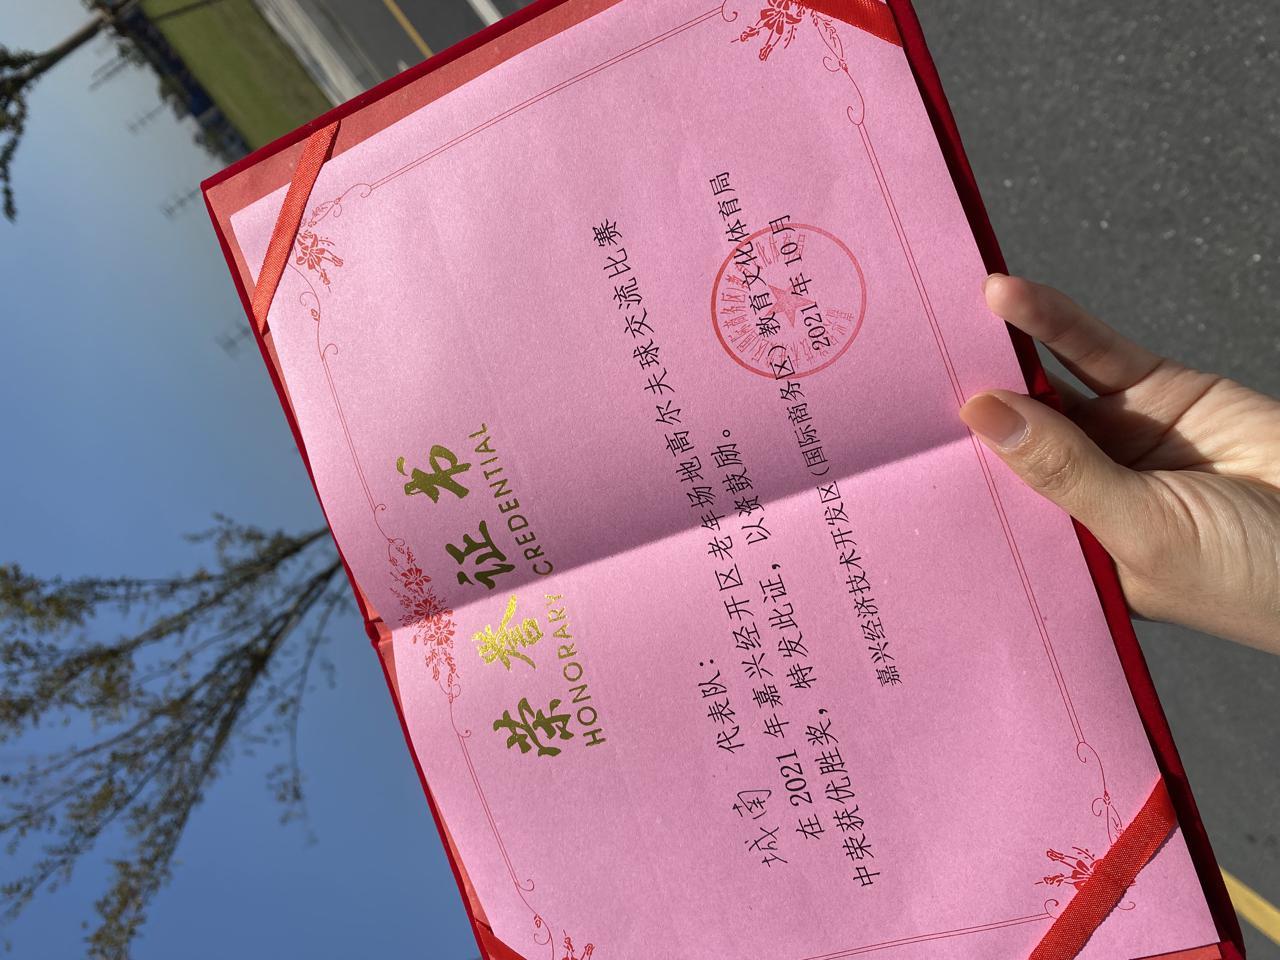 荣誉证书
HONORARY CREDENTIAL
城南 代表队：
在 2021 年嘉兴经开区老年场地高尔夫球交流比赛
中荣获优胜奖，特发此证，以资鼓励。
嘉兴经济技术开发区（国际商务区）教育文化体育局
2021 年 10 月